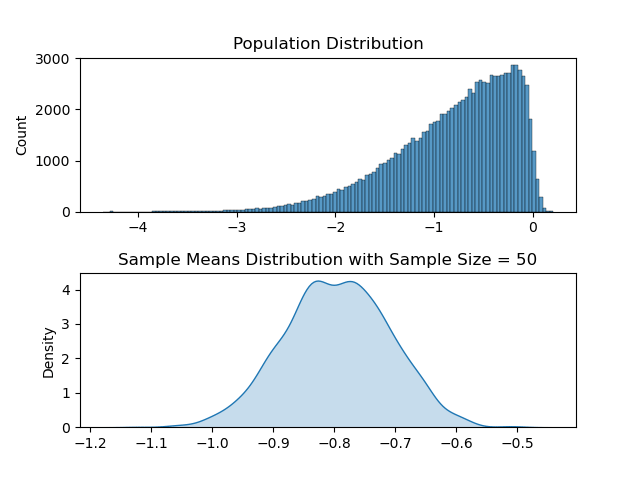 Population Distribution
3000
2000
1000
0
Count
−4 −3 −2 −1 0
Sample Means Distribution with Sample Size = 50
4
3
2
1
0
Density
−1.2 −1.1 −1.0 −0.9 −0.8 −0.7 −0.6 −0.5